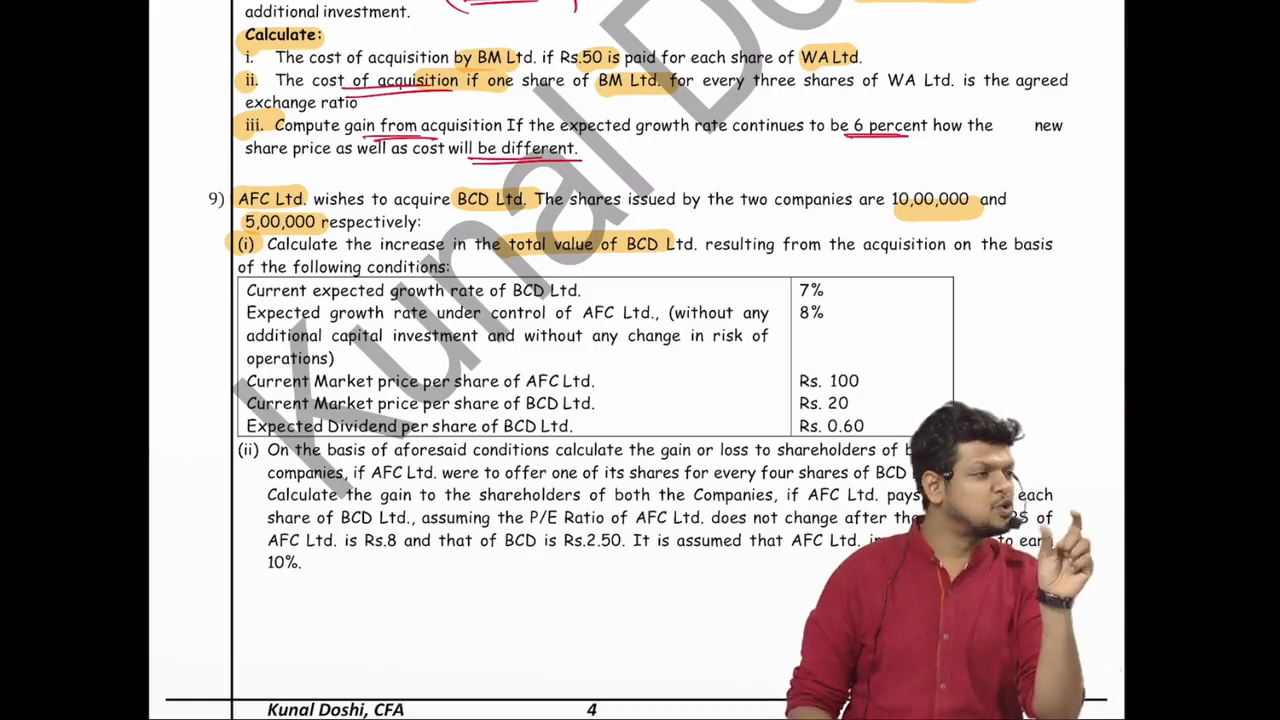 additional investment.
Calculate:
i. The cost of acquisition by BM Ltd. if Rs.50 is paid for each share of WA Ltd.
ii. The cost of acquisition if one share of BM Ltd. for every three shares of WA Ltd. is the agreed
exchange ratio
iii. Compute gain from acquisition If the expected growth rate continues to be 6 percent how the new
share price as well as cost will be different.
9) AFC Ltd. wishes to acquire BCD Ltd. The shares issued by the two companies are 10,00,000 and
5,00,000 respectively:
(i) Calculate the increase in the total value of BCD Ltd. resulting from the acquisition on the basis
of the following conditions:
Current expected growth rate of BCD Ltd. 7%
Expected growth rate under control of AFC Ltd., (without any 8%
additional capital investment and without any change in risk of
operations)
Current Market price per share of AFC Ltd. Rs. 100
Current Market price per share of BCD Ltd. Rs. 20
Expected Dividend per share of BCD Ltd. Rs. 0.60
(ii) On the basis of aforesaid conditions calculate the gain or loss to shareholders of
companies, if AFC Ltd. were to offer one of its shares for every four shares of BCD
Calculate the gain to the shareholders of both the Companies, if AFC Ltd. pays each
share of BCD Ltd., assuming the P/E Ratio of AFC Ltd. does not change after the of
AFC Ltd. is Rs.8 and that of BCD is Rs.2.50. It is assumed that AFC Ltd. to earn
10%.
Kunal Doshi, CFA 4
Kunal Do